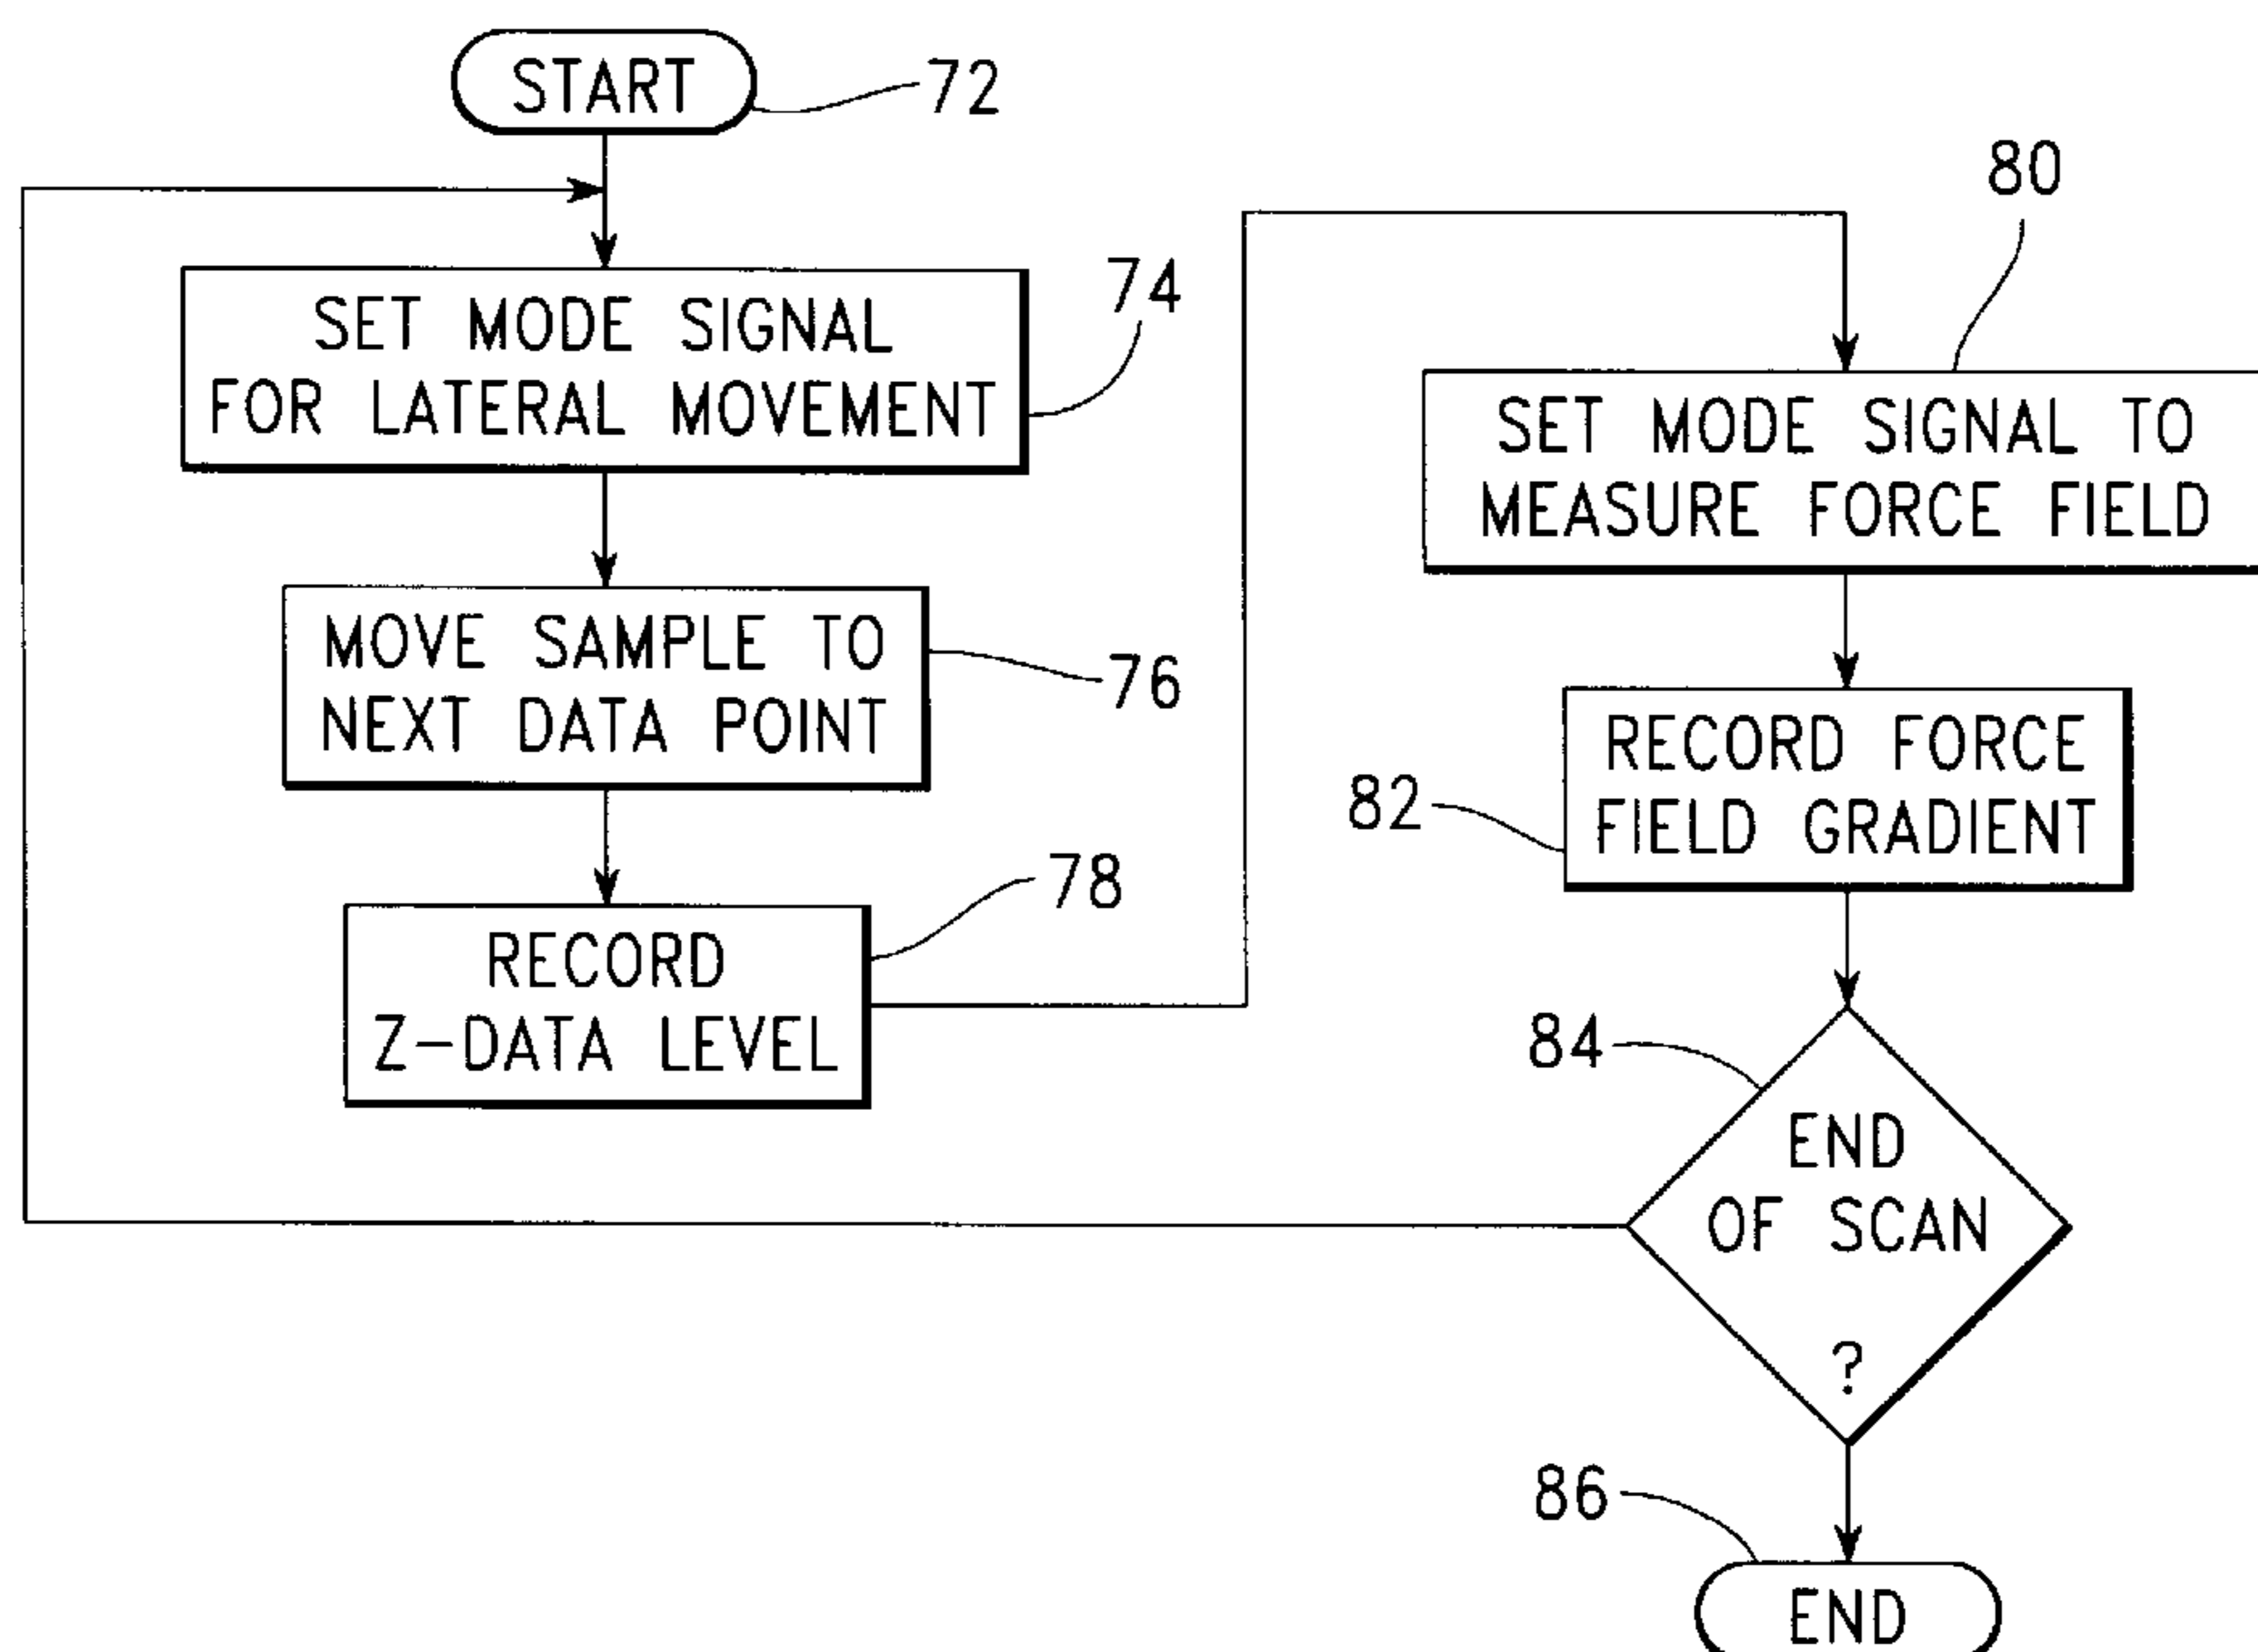 START
72
SET MODE SIGNAL
FOR LATERAL MOVEMENT
74
MOVE SAMPLE TO
NEXT DATA POINT
76
RECORD
Z-DATA LEVEL
78
80
SET MODE SIGNAL TO
MEASURE FORCE FIELD
RECORD FORCE
FIELD GRADIENT
82
84
END
OF SCAN
?
86
END